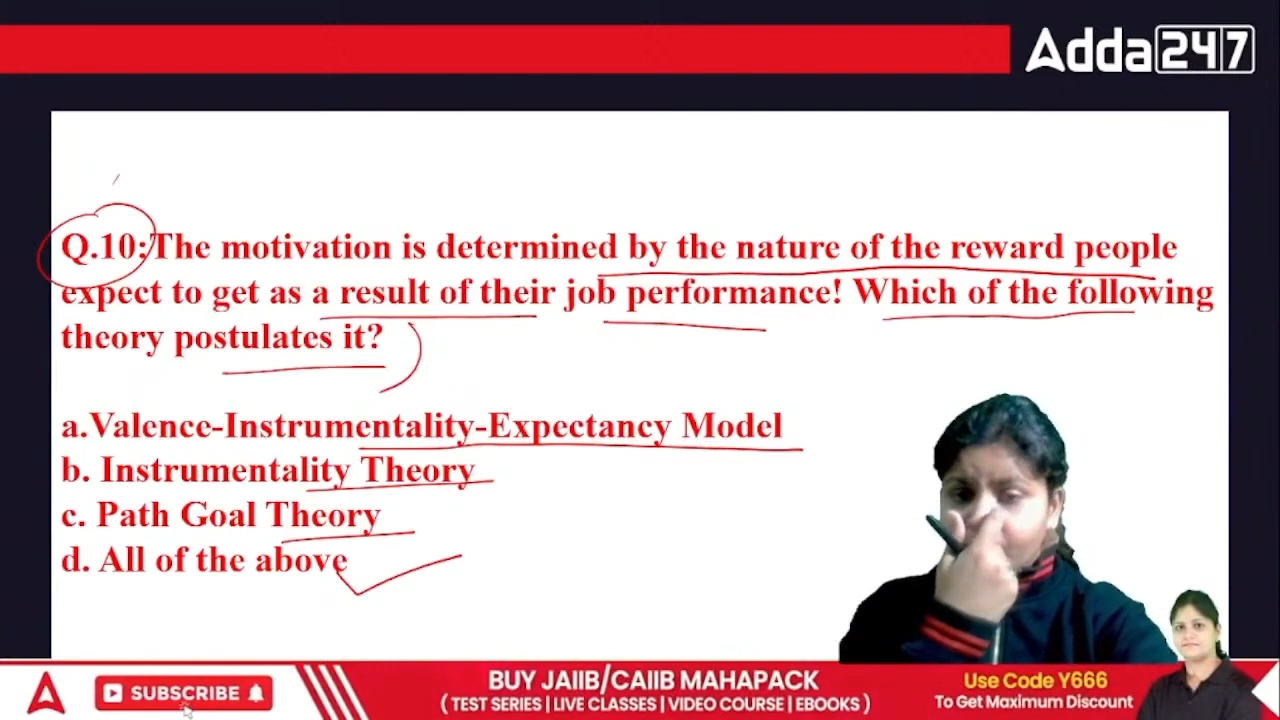 Adda247
Q.10:The motivation is determined by the nature of the reward people
expect to get as a result of their job performance! Which of the following
theory postulates it?
a.Valence-Instrumentality-Expectancy Model
b. Instrumentality Theory
c. Path Goal Theory
d. All of the above
SUBSCRIBE
BUY JAIIB/CAIIB MAHAPACK
( TEST SERIES | LIVE CLASSES | VIDEO COURSE | EBOOKS )
Use Code Y666
To Get Maximum Discount